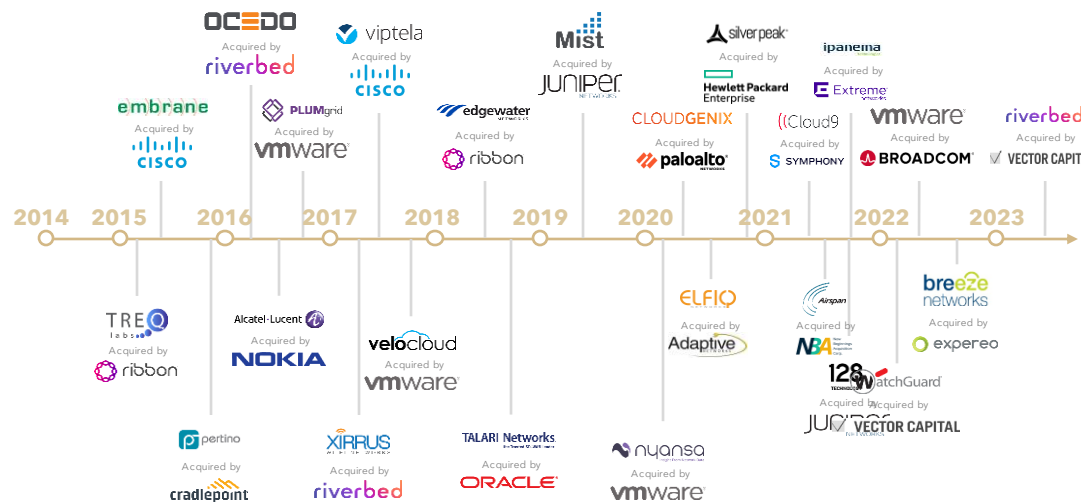 OCEDO
Acquired by
riverbed
viptela
Acquired by
CISCO
Mist
Acquired by
JUNIPER
NETWORKS
silver peak
Acquired by
Hewlett Packard
Enterprise
ipanema
Acquired by
Extreme
networks
embrane
Acquired by
CISCO
PLUMgrid
Acquired by
vmware
edgewater
NETWORKS
Acquired by
ribbon
CLOUDGENIX
Acquired by
paloalto
NETWORKS
Cloud9
Acquired by
SYMPHONY
vmware
Acquired by
BROADCOM
riverbed
Acquired by
VECTOR CAPIT
2014 2015 2016 2017 2018 2019 2020 2021 2022 2023
TREQ
labs
Acquired by
ribbon
Alcatel-Lucent
Acquired by
NOKIA
velocloud
Acquired by
vmware
ELFIQ
Acquired by
Adaptive
NETWORKS
Airspan
NBA
breeze
networks
Acquired by
expereo
128
TECHNOLOGY
Acquired by
JUNIPER
NETWORKS
WatchGuard
Acquired by
VECTOR CAPITAL
pertino
Acquired by
cradlepoint
XIRRUS
Acquired by
riverbed
TALARI Networks
Acquired by
ORACLE
nyansa
Acquired by
vmware